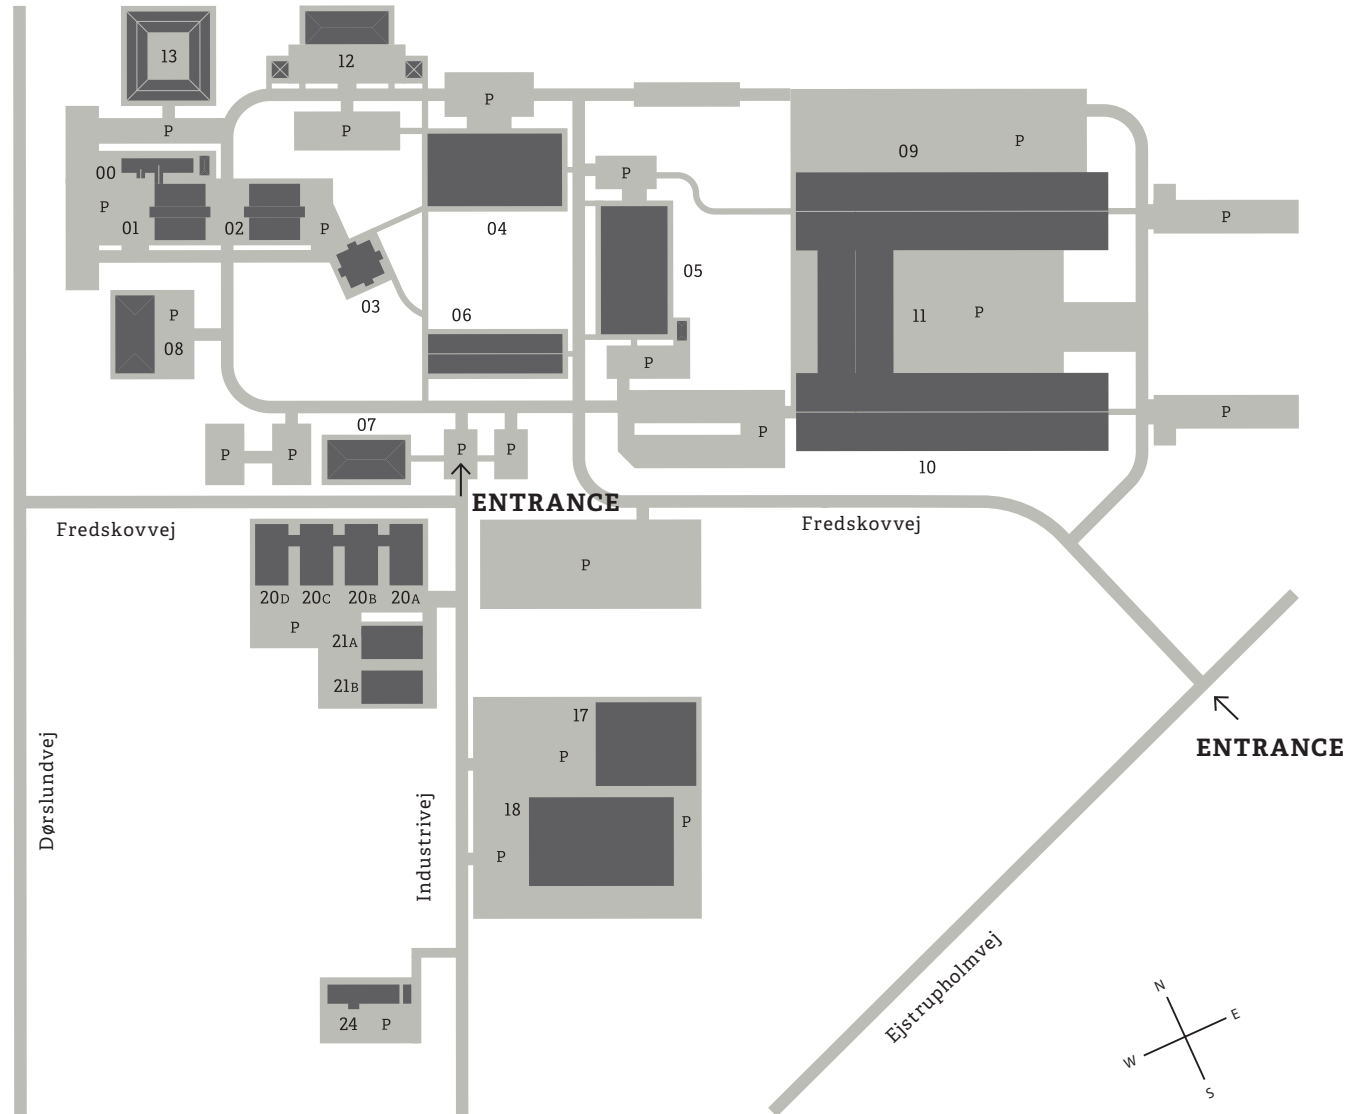 13
12
P
P
P
09
P
00
P
P
01
02
P
04
P
03
05
06
11
P
P
08
P
07
P
P
P
P
P
P
10
ENTRANCE
Fredskovvej
Fredskovvej
P
20D
20C
20B
20A
P
21A
21B
17
P
18
P
P
ENTRANCE
Dørslundvej
Industrivej
Ejstrupholmvej
24
P
N
E
W
S